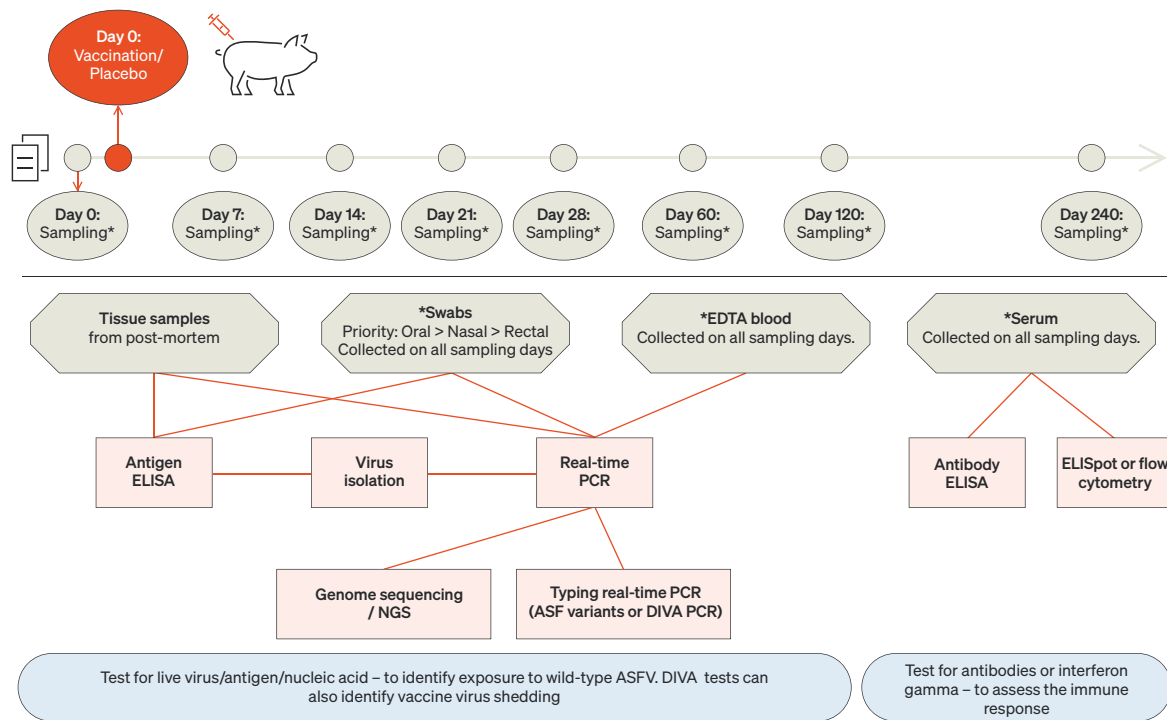 Day 0:
Vaccination/
Placebo
Day 0:
Sampling*
Day 7:
Sampling*
Day 14:
Sampling*
Day 21:
Sampling*
Day 28:
Sampling*
Day 60:
Sampling*
Day 120:
Sampling*
Day 240:
Sampling*
Tissue samples
from post-mortem
*Swabs
Priority: Oral > Nasal > Rectal
Collected on all sampling days
*EDTA blood
Collected on all sampling days.
*Serum
Collected on all sampling days.
Antigen
ELISA
Virus
isolation
Real-time
PCR
Antibody
ELISA
ELISpot or flow
cytometry
Genome sequencing
/ NGS
Typing real-time PCR
(ASF variants or DIVA PCR)
Test for live virus/antigen/nucleic acid – to identify exposure to wild-type ASFV. DIVA tests can
also identify vaccine virus shedding
Test for antibodies or interferon
gamma – to assess the immune
response